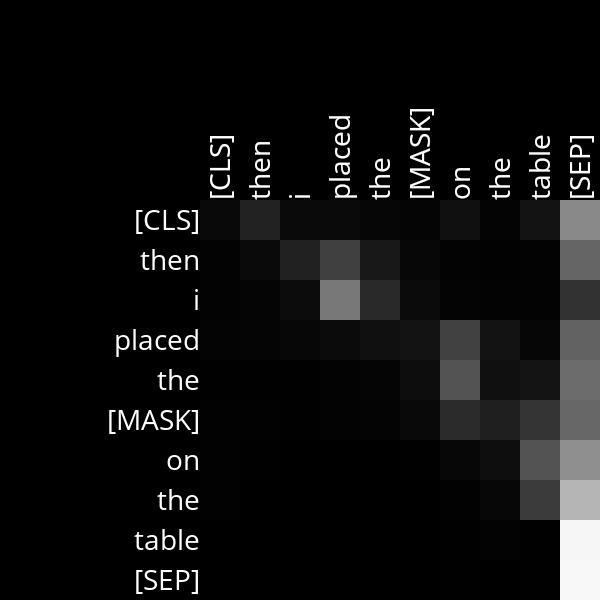 [CLS] then i placed the [MASK] on the table [SEP]
[CLS]
then
i
placed
the
[MASK]
on
the
table
[SEP]